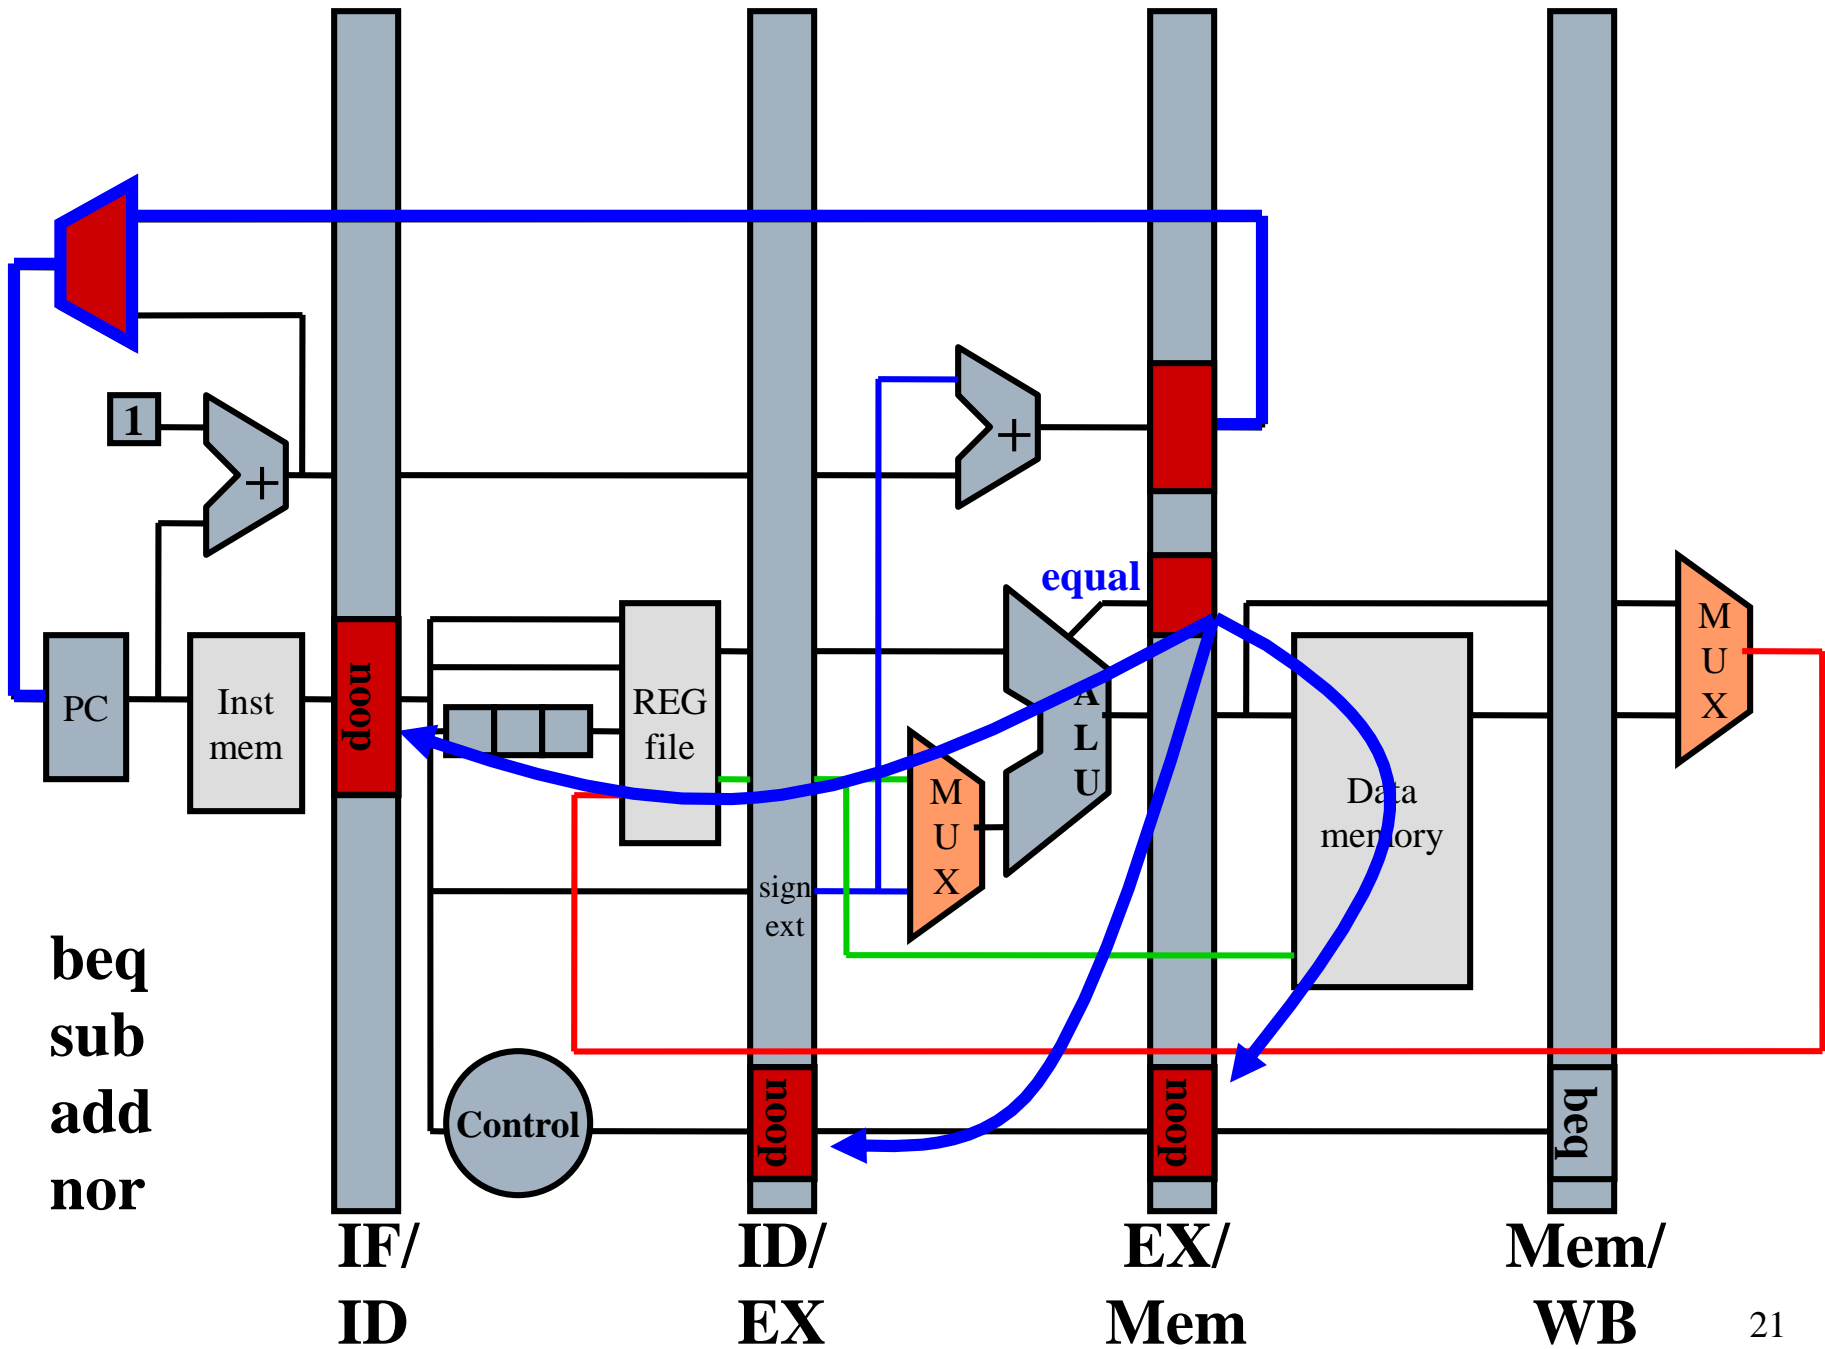 1
+
+
equal
PC
Inst
mem
noop
REG
file
M
U
X
A
L
U
sign
ext
Data
memory
M
U
X
beq
sub
add
nor
Control
noop
noop
beq
IF/
ID
ID/
EX
EX/
Mem
Mem/
WB
21